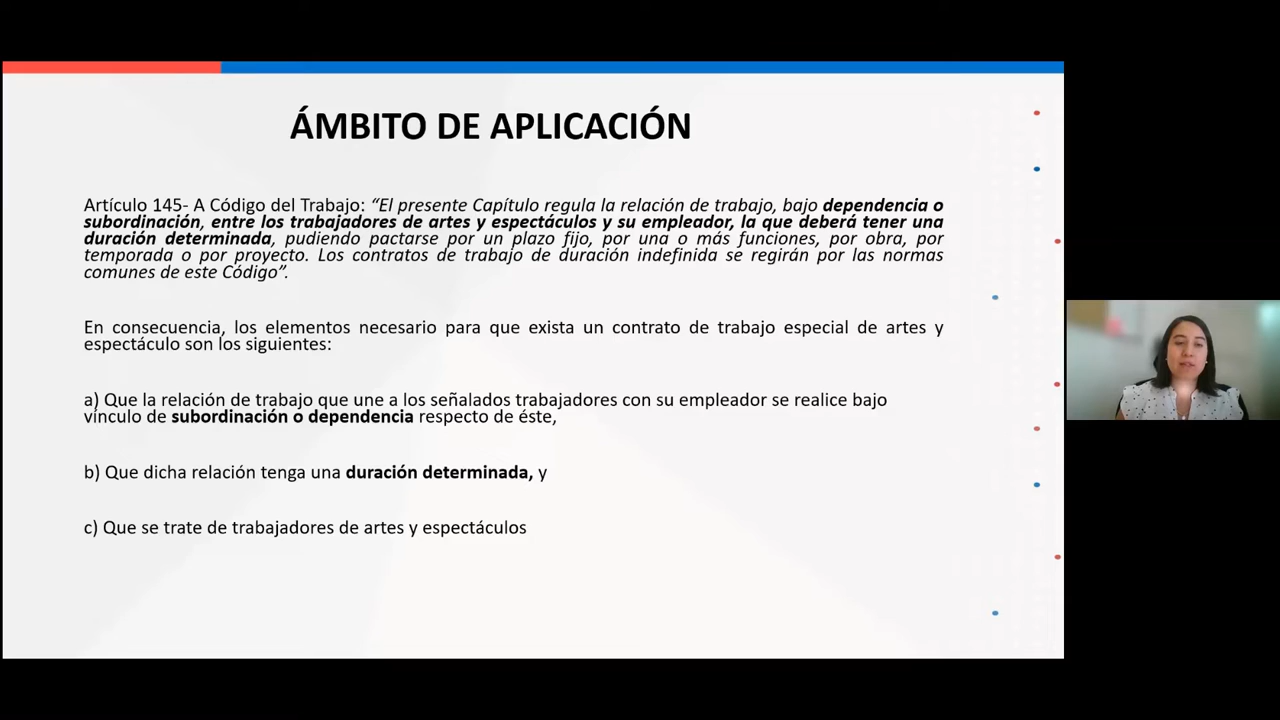 ÁMBITO DE APLICACIÓN
Artículo 145- A Código del Trabajo: “El presente Capítulo regula la relación de trabajo, bajo dependencia o
subordinación, entre los trabajadores de artes y espectáculos y su empleador, la que deberá tener una
duración determinada, pudiendo pactarse por un plazo fijo, por una o más funciones, por obra, por
temporada o por proyecto. Los contratos de trabajo de duración indefinida se regirán por las normas
comunes de este Código”.
En consecuencia, los elementos necesario para que exista un contrato de trabajo especial de artes y
espectáculo son los siguientes:
a) Que la relación de trabajo que une a los señalados trabajadores con su empleador se realice bajo
vínculo de subordinación o dependencia respecto de éste,
b) Que dicha relación tenga una duración determinada, y
c) Que se trate de trabajadores de artes y espectáculos